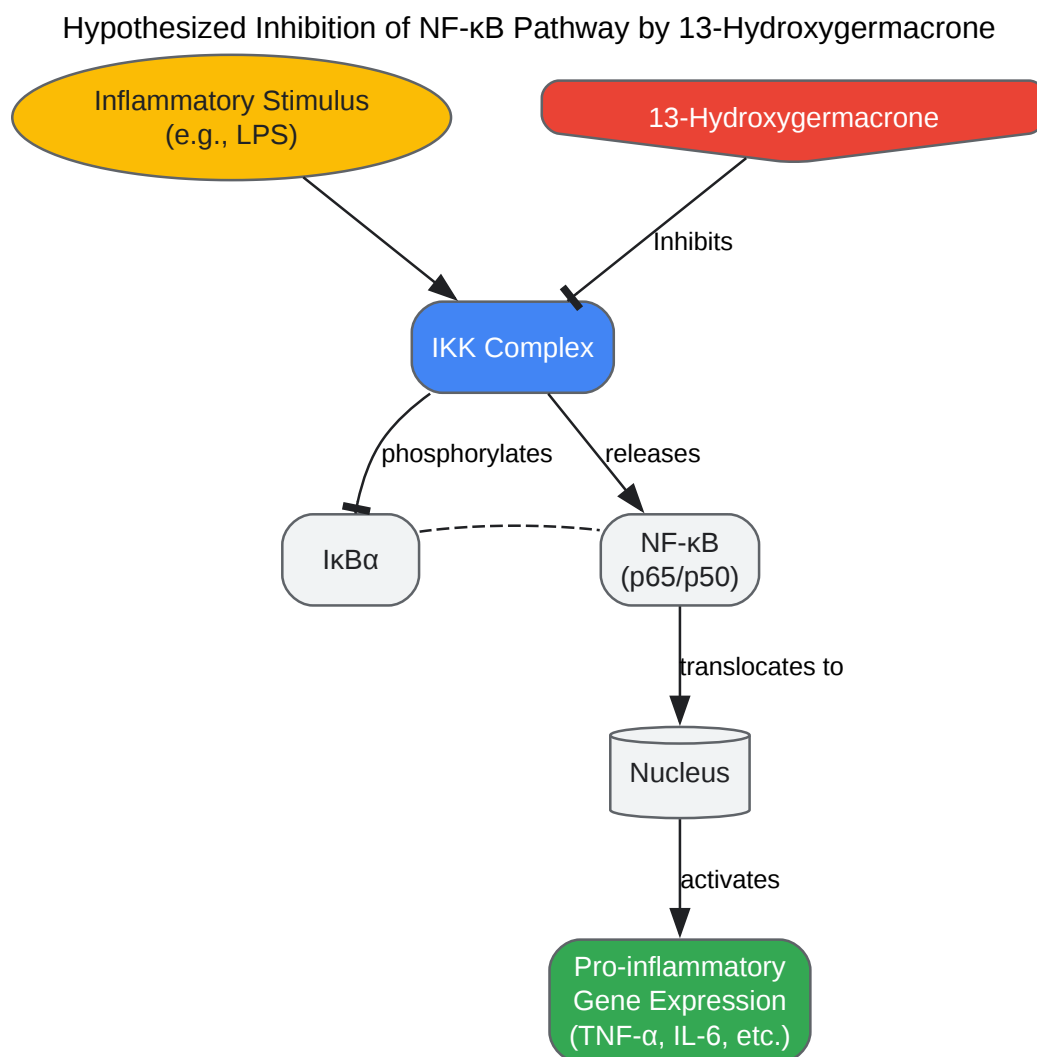 Hypothesized Inhibition of NF-κB Pathway by 13-Hydroxygermacrone
Inflammatory Stimulus
(e.g., LPS)
13-Hydroxygermacrone
Inhibits
IKK Complex
phosphorylates
releases
IκBα
NF-κB
(p65/p50)
translocates to
Nucleus
activates
Pro-inflammatory
Gene Expression
(TNF-α, IL-6, etc.)